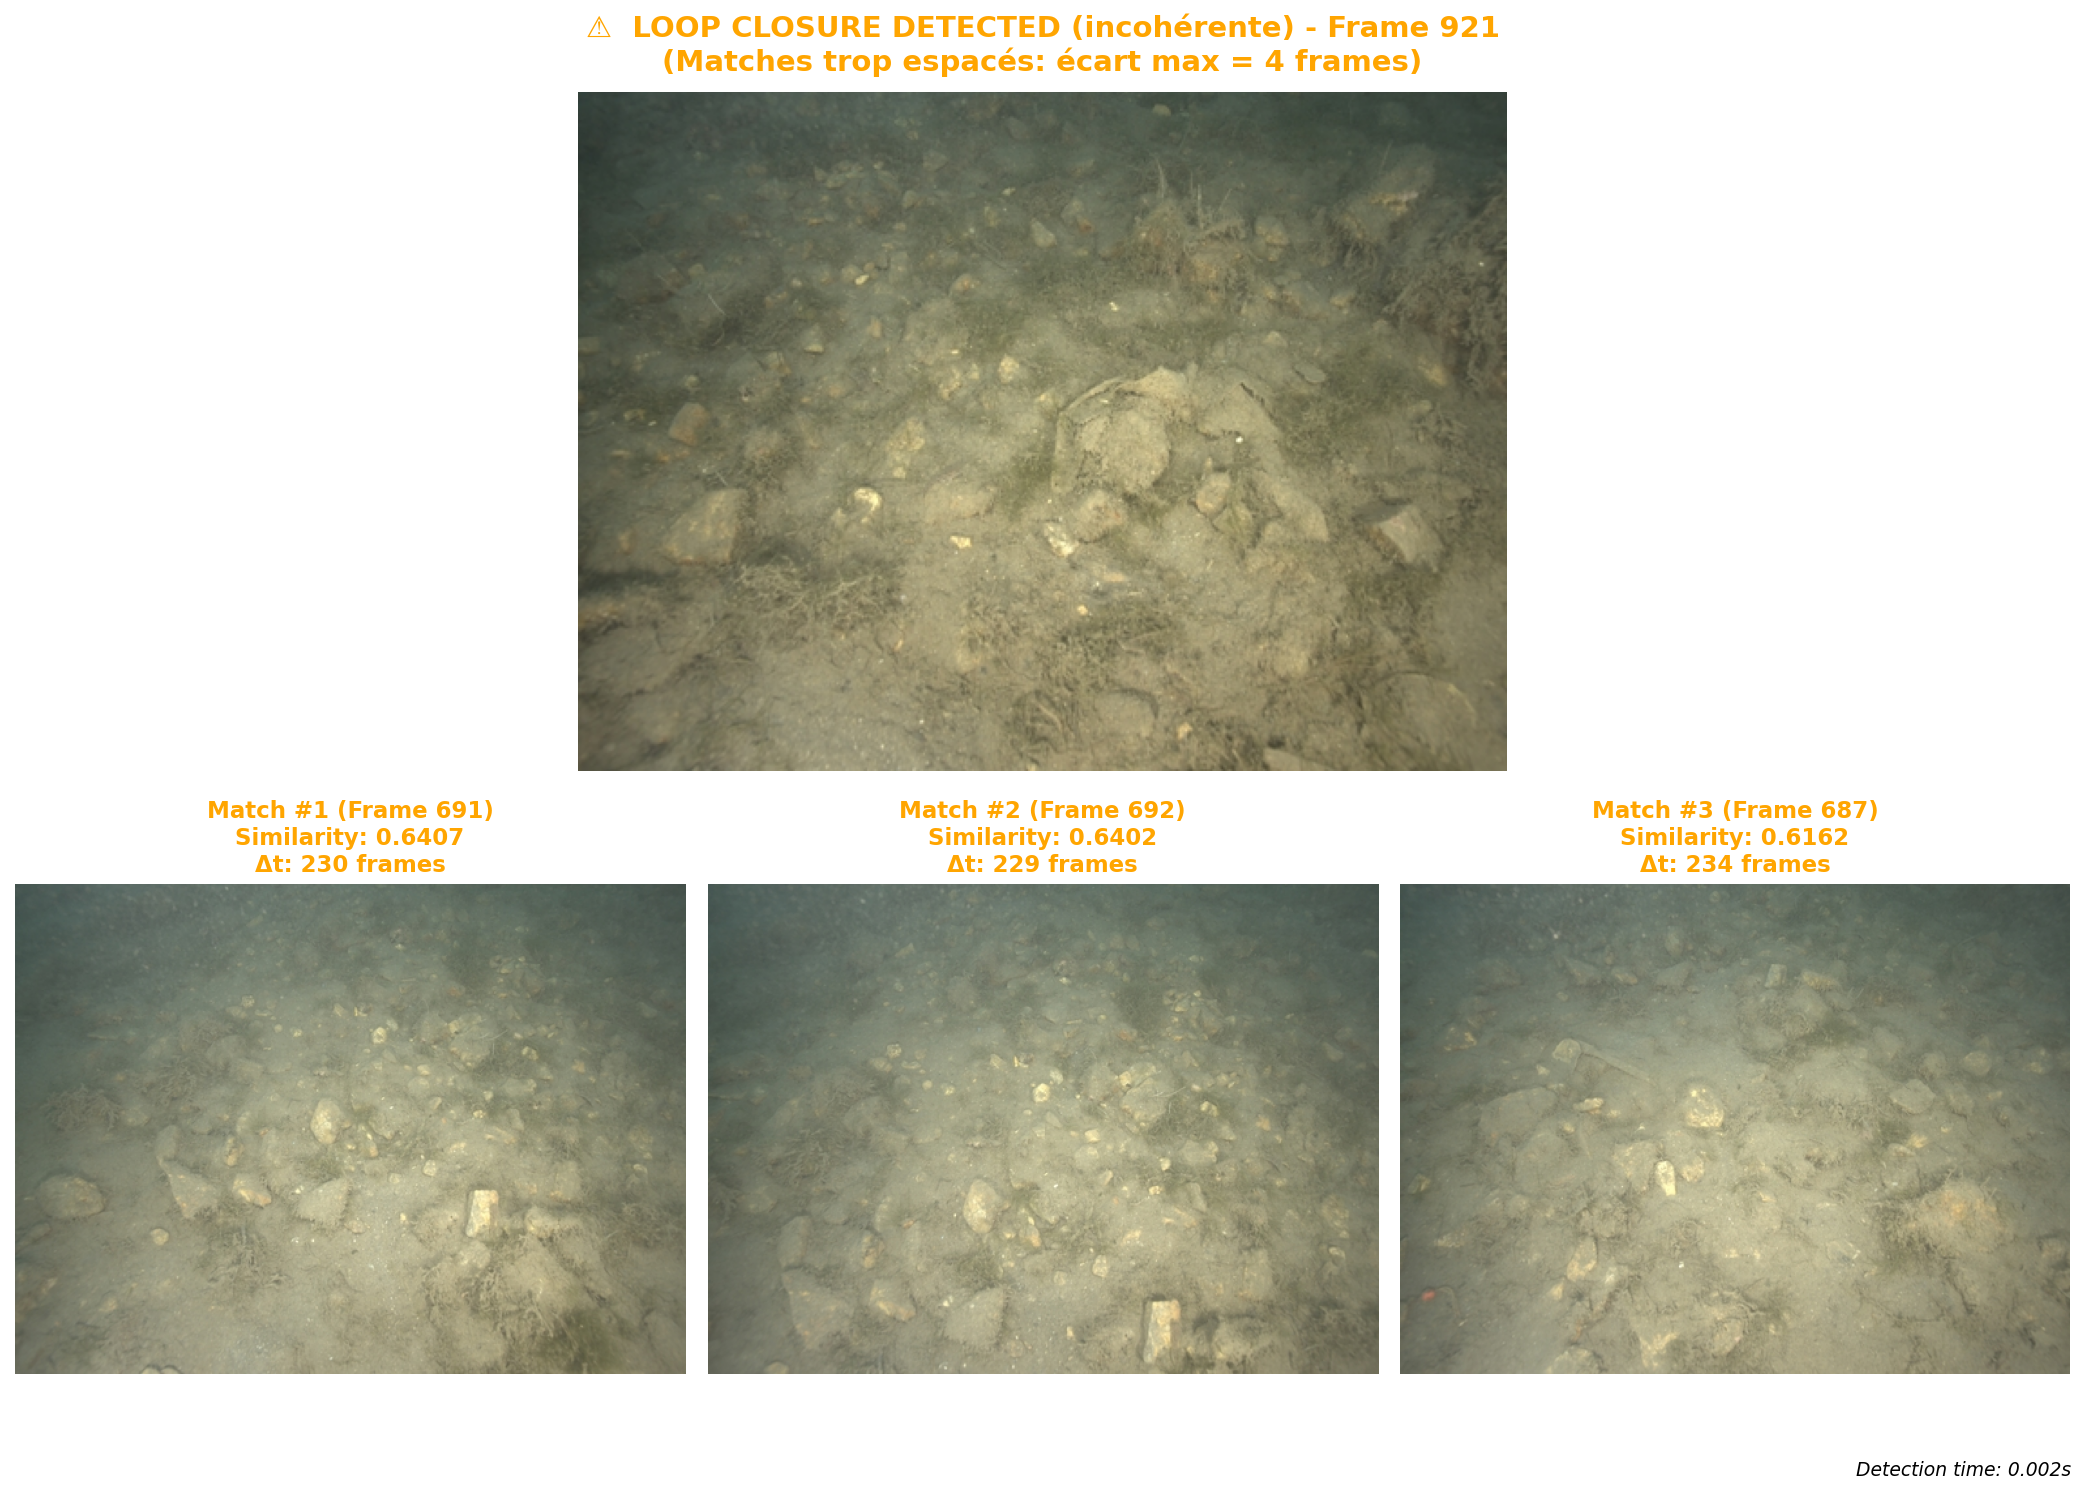 ⚠ LOOP CLOSURE DETECTED (incohérente) - Frame 921
(Matches trop espacés: écart max = 4 frames)
Match #1 (Frame 691)
Similarity: 0.6407
Δt: 230 frames
Match #2 (Frame 692)
Similarity: 0.6402
Δt: 229 frames
Match #3 (Frame 687)
Similarity: 0.6162
Δt: 234 frames
Detection time: 0.002s